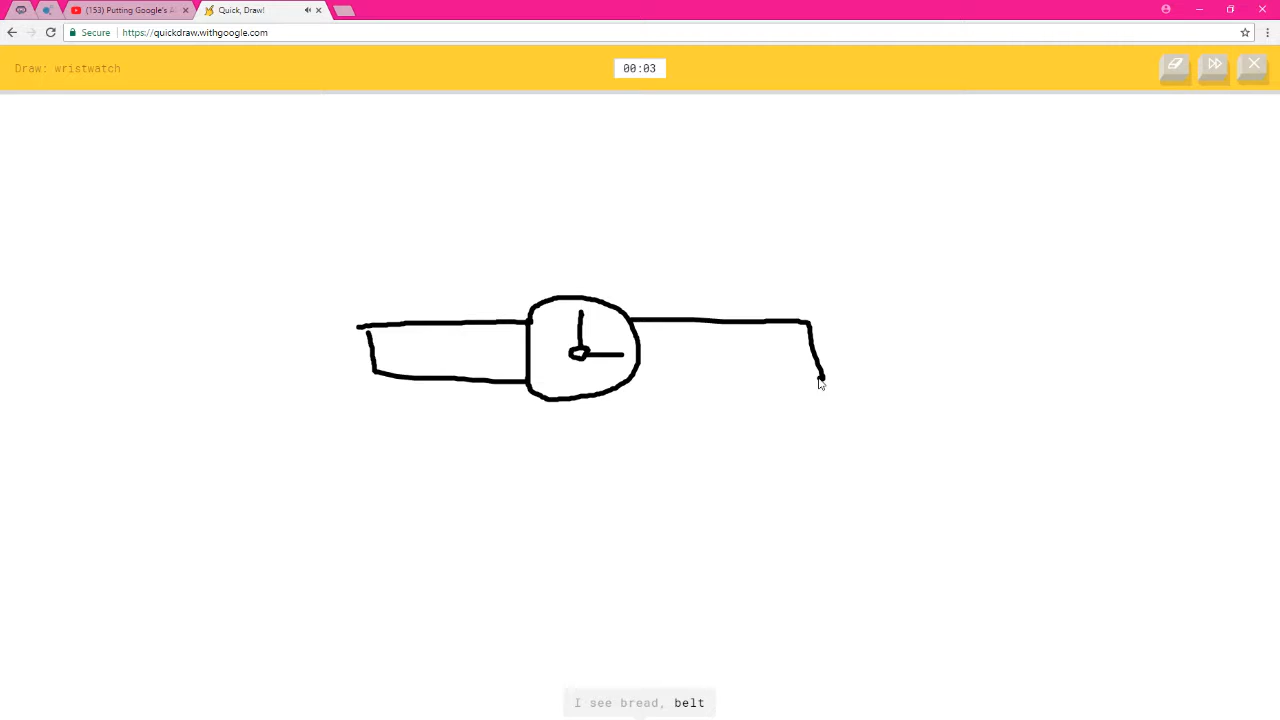 (153) Putting Google's A
Quick, Draw!
Secure
https://quickdraw.withgoogle.com
Draw: wristwatch
00:03
I see bread, belt